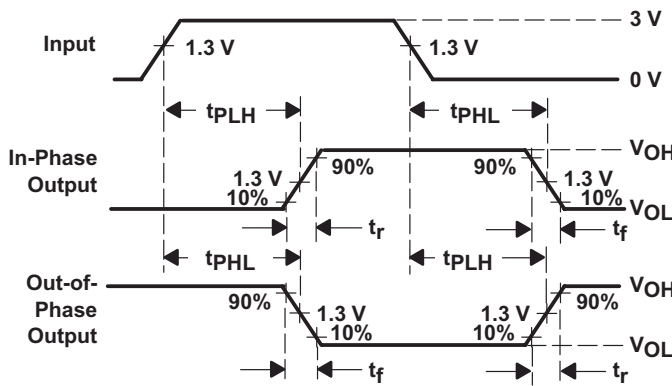 3 V
Input
1.3 V
1.3 V
0 V
tPLH
tPHL
In-Phase
Output
VOH
90%
90%
1.3 V
1.3 V
10%
10%
VOL
tr
tf
tPHL
tPLH
Out-of-
Phase
Output
VOH
90%
90%
1.3 V
1.3 V
10%
10%
VOL
tf
tr